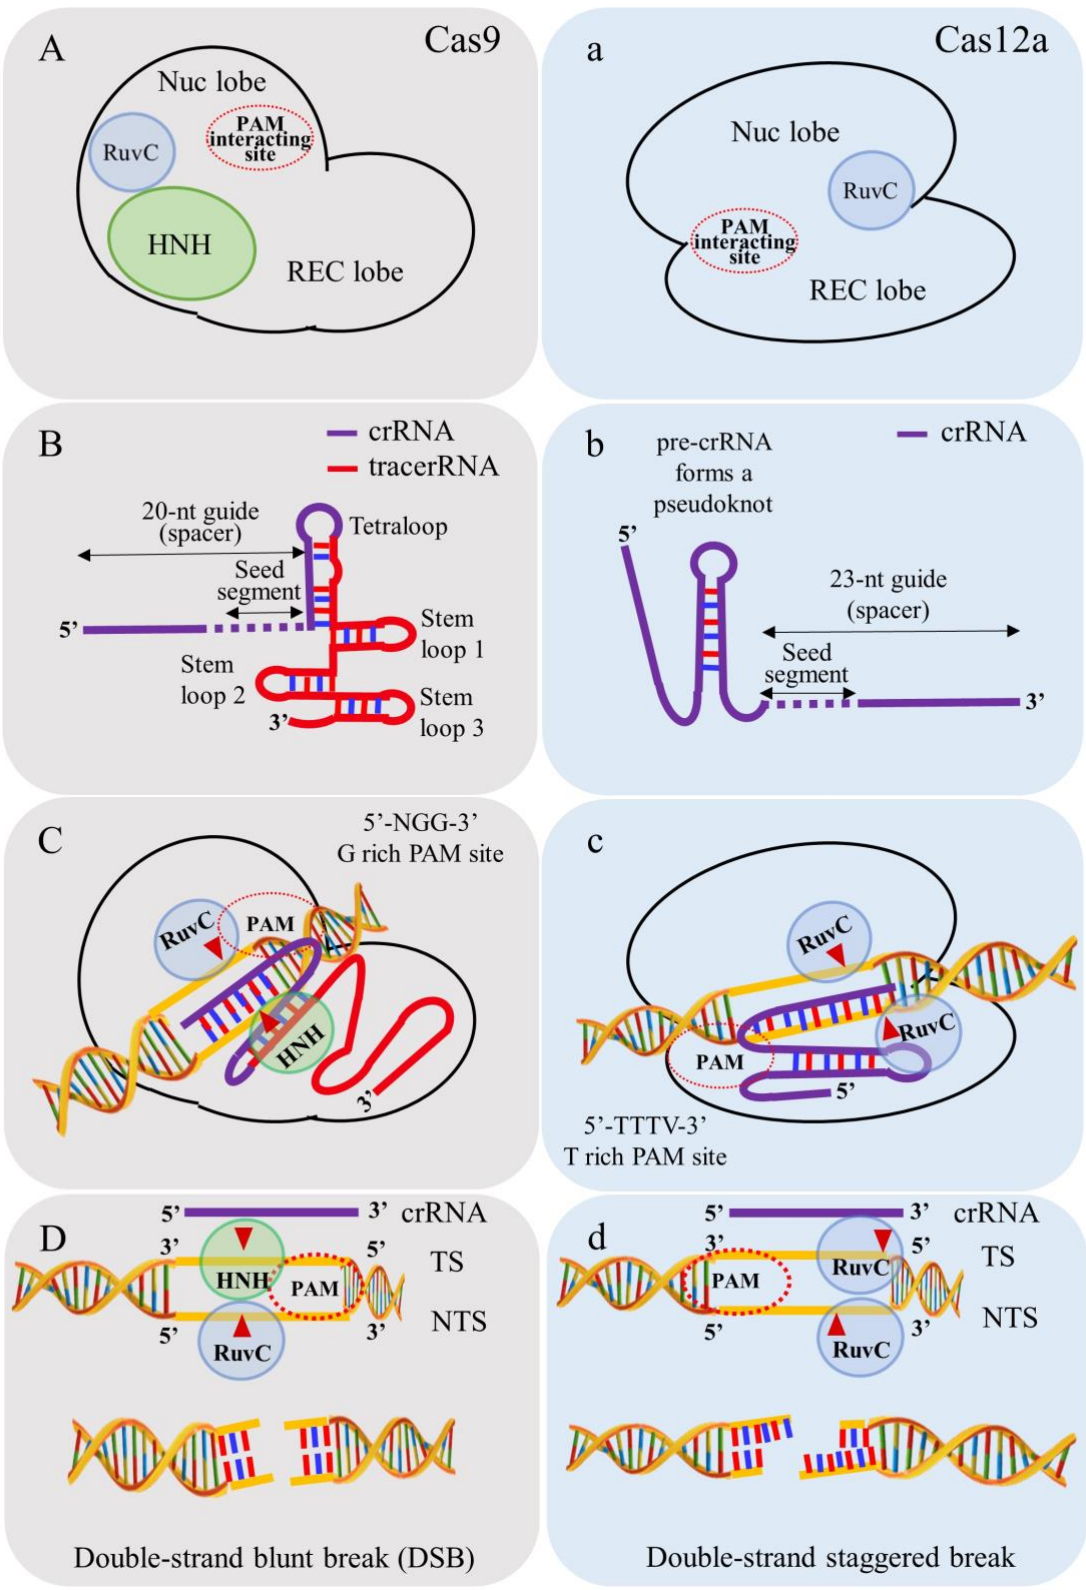 A
Cas9
Nuc lobe
RuvC
PAM
interacting
site
HNH
REC lobe
a
Cas12a
Nuc lobe
RuvC
PAM
interacting
site
REC lobe
B
crRNA
tracerRNA
20-nt guide
(spacer)
Tetraloop
Seed
segment
5’
Stem
loop 1
Stem
loop 2
Stem
loop 3
3’
b
pre-crRNA
forms a
pseudoknot
crRNA
5’
23-nt guide
(spacer)
Seed
segment
3’
C
5’-NGG-3’
G rich PAM site
RuvC
PAM
HNH
3’
c
RuvC
RuvC
PAM
5’
5’-TTTV-3’
T rich PAM site
D
5’
3’
crRNA
3’
5’
TS
HNH
PAM
5’
3’
NTS
RuvC
Double-strand blunt break (DSB)
d
5’
3’
crRNA
3’
5’
TS
PAM
RuvC
5’
3’
NTS
RuvC
Double-strand staggered break